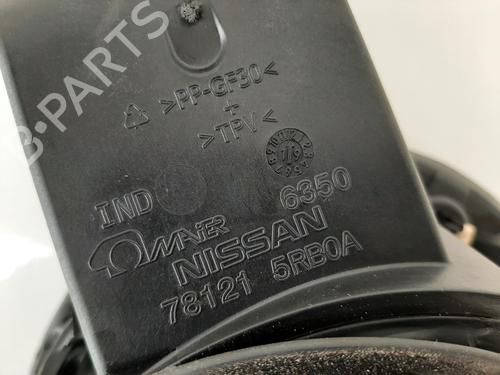 B-PARTS
>PP-GF30<
+
>TPV<
IND
6350
MAIER
NISSAN
78121 5RB0A